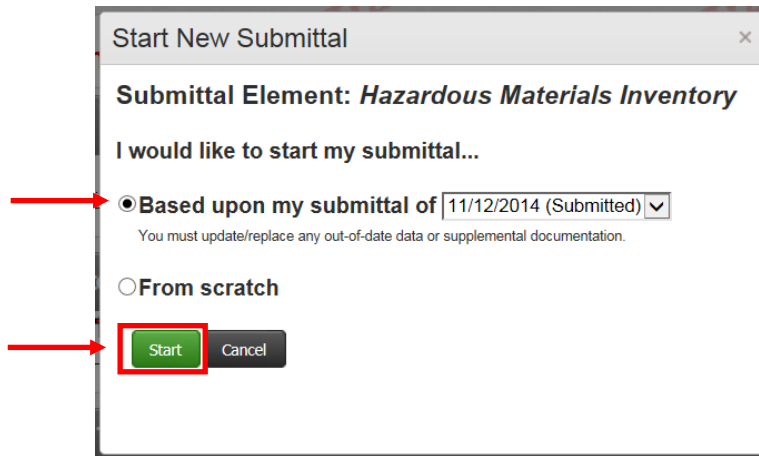 Start New Submittal ×
Submittal Element: Hazardous Materials Inventory
I would like to start my submittal...
Based upon my submittal of 11/12/2014 (Submitted)
You must update/replace any out-of-date data or supplemental documentation.
From scratch
Start Cancel